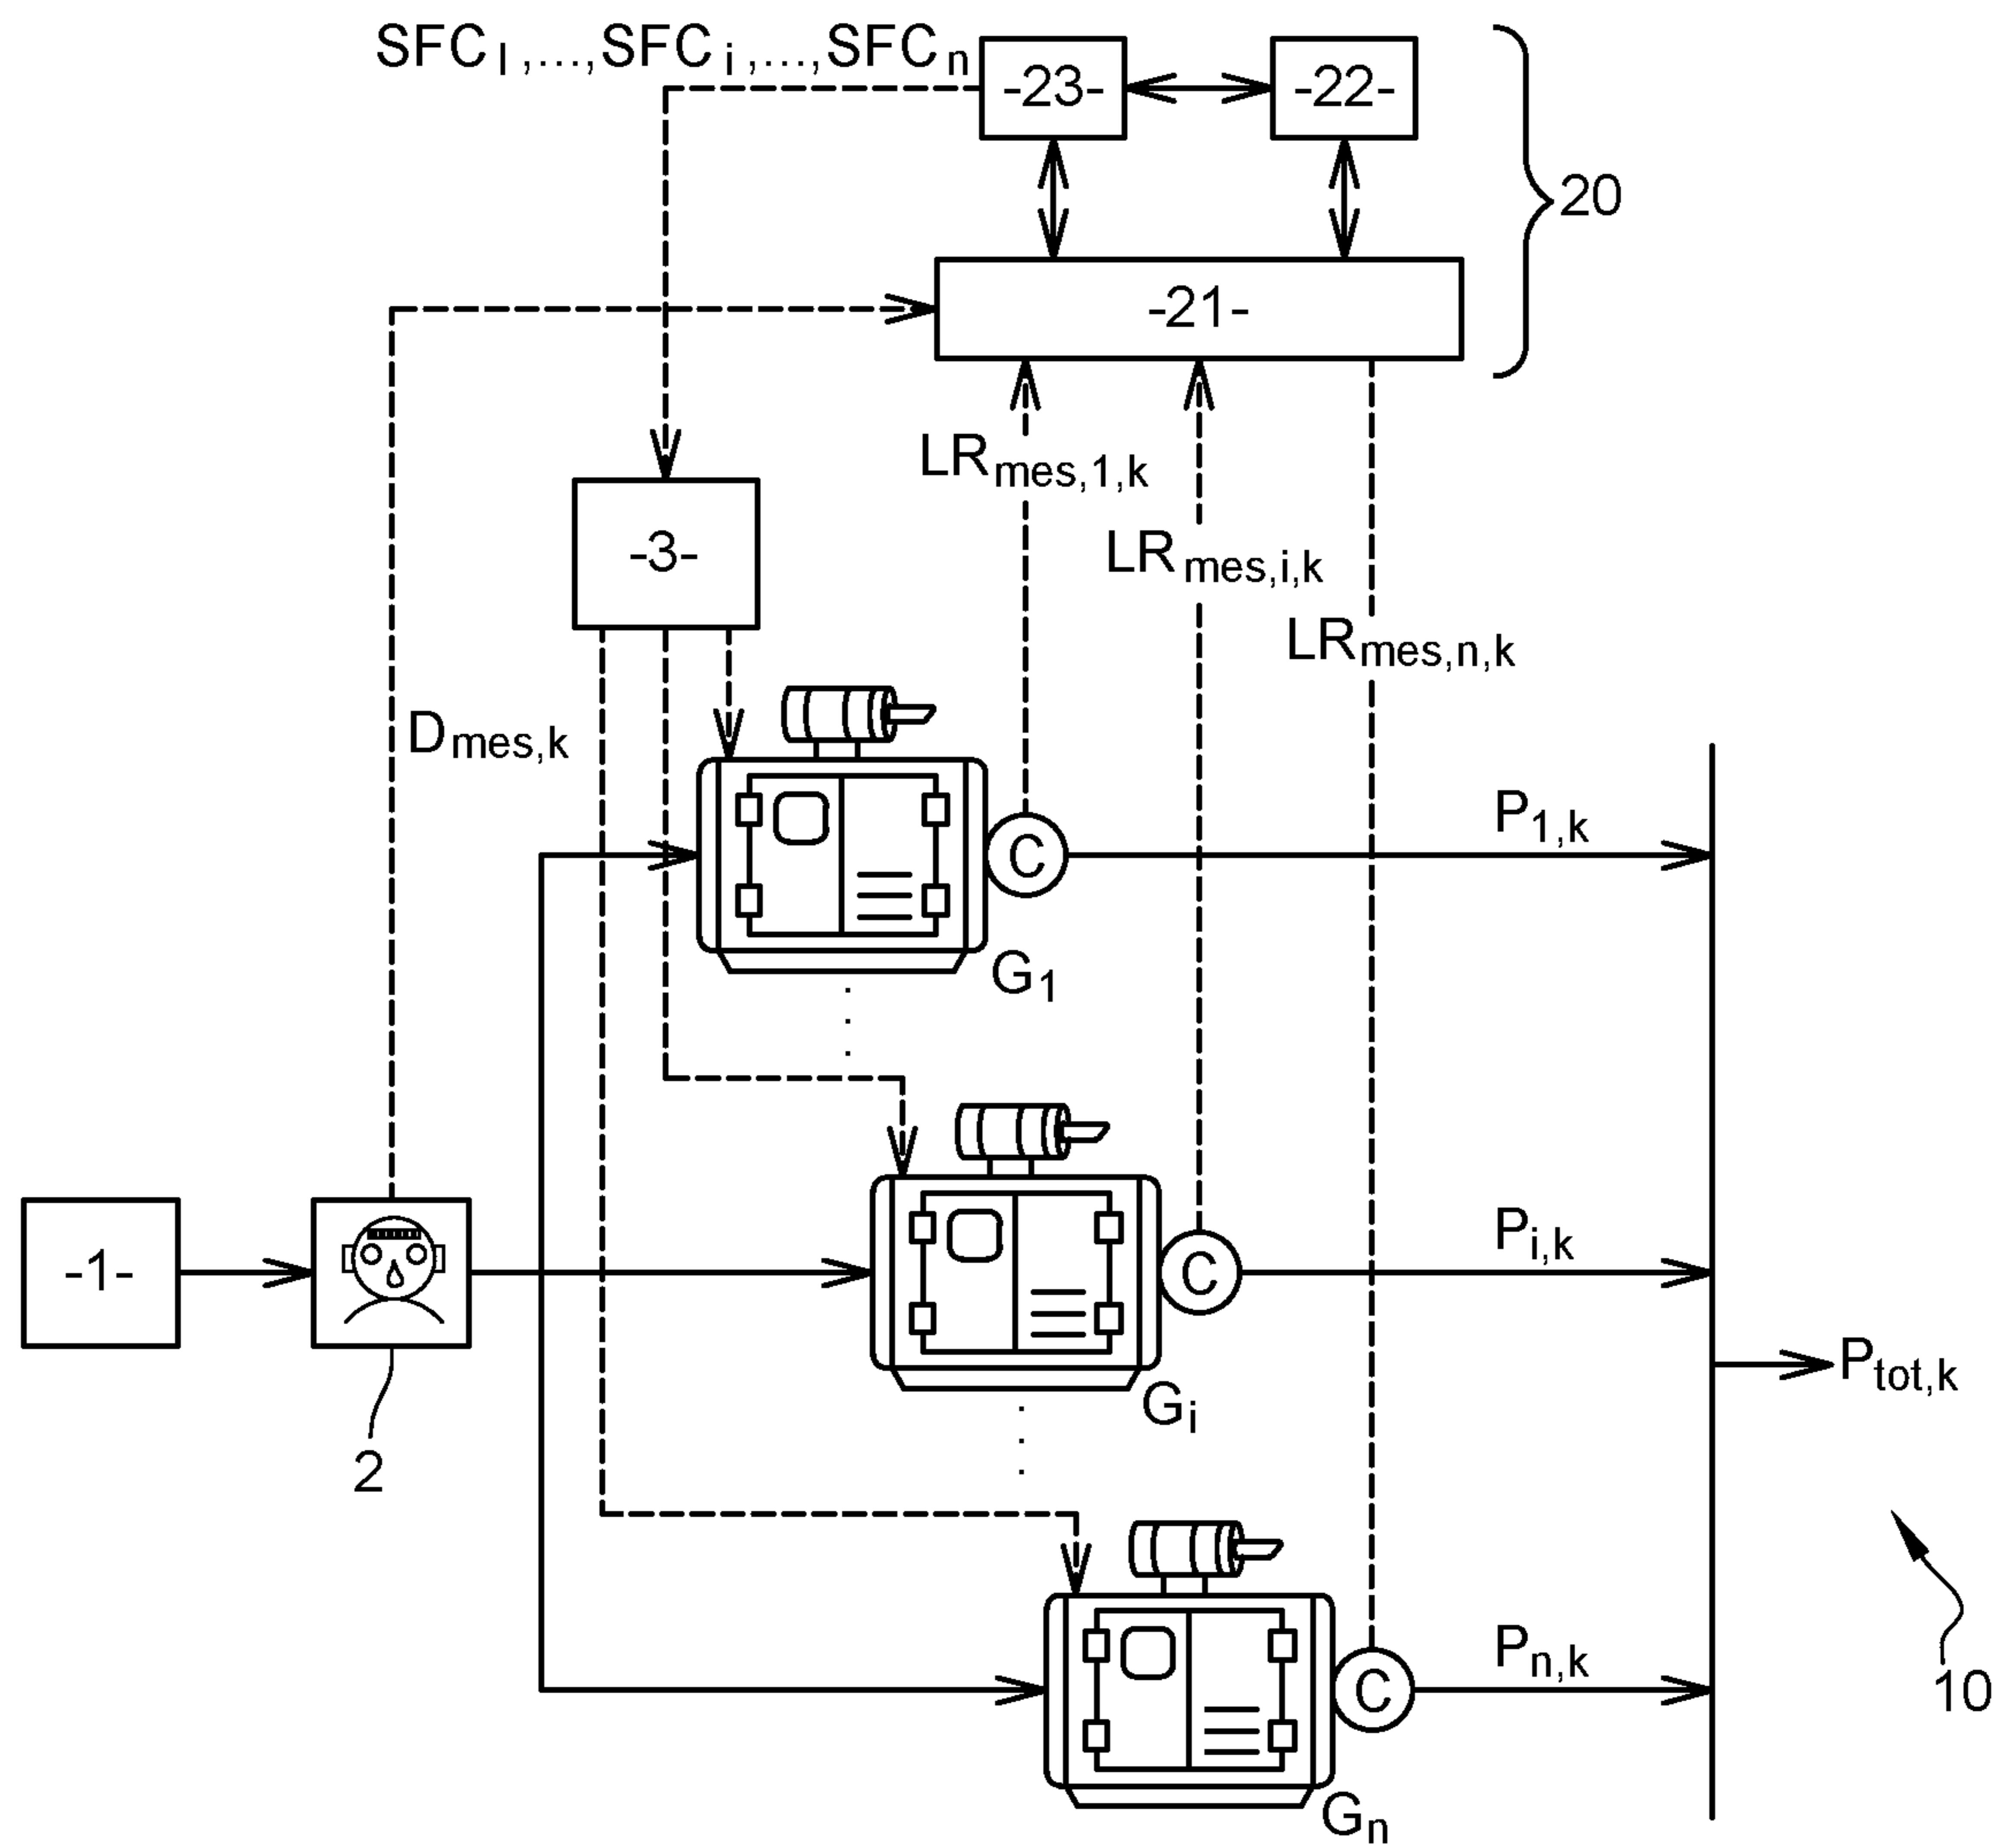 SFC₁,...,SFCᵢ,...,SFCₙ
-23-
-22-
20
-21-
LRmes,1,k
-3-
LRmes,i,k
LRmes,n,k
Dmes,k
P1,k
C
G1
Pi,k
-1-
C
Ptot,k
Gi
2
Pn,k
10
C
Gn